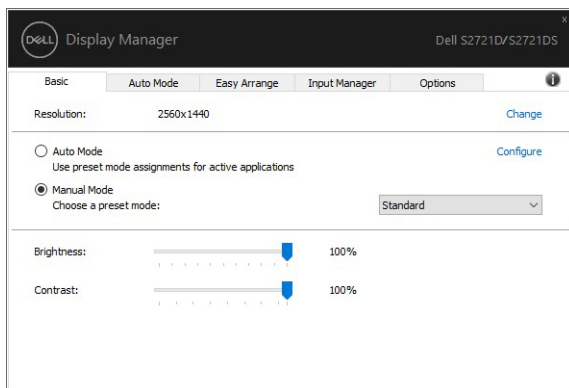 DELL Display Manager Dell S2721D/S2721DS
x
Basic Auto Mode Easy Arrange Input Manager Options i
Resolution: 2560x1440 Change
Auto Mode Configure
Use preset mode assignments for active applications
Manual Mode
Choose a preset mode: Standard
Brightness: 100%
Contrast: 100%